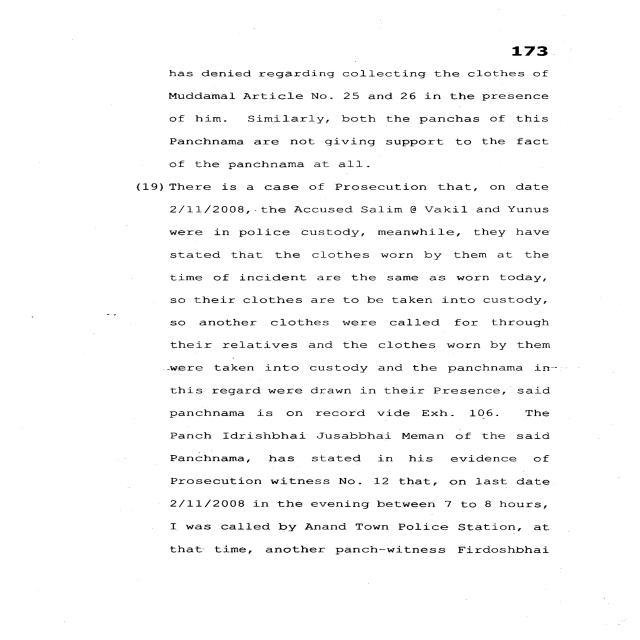 173
has denied regarding collecting the clothes of
Muddamal Article No. 25 and 26 in the presence
of him. Similarly, both the panchas of this
Panchnama are not giving support to the fact
of the panchnama at all.
(19) There is a case of Prosecution that, on date
2/11/2008, the Accused Salim @ Vakil and Yunus
were in police custody, meanwhile, they have
stated that the clothes worn by them at the
time of incident are the same as worn today,
so their clothes are to be taken into custody,
so another clothes were called for through
their relatives and the clothes worn by them
were taken into custody and the panchnama in
this regard were drawn in their Presence, said
panchnama is on record vide Exh. 106. The
Panch Idrishbhai Jusabbhai Meman of the said
Panchnama, has stated in his evidence of
Prosecution witness No. 12 that, on last date
2/11/2008 in the evening between 7 to 8 hours,
I was called by Anand Town Police Station, at
that time, another panch-witness Firdoshbhai